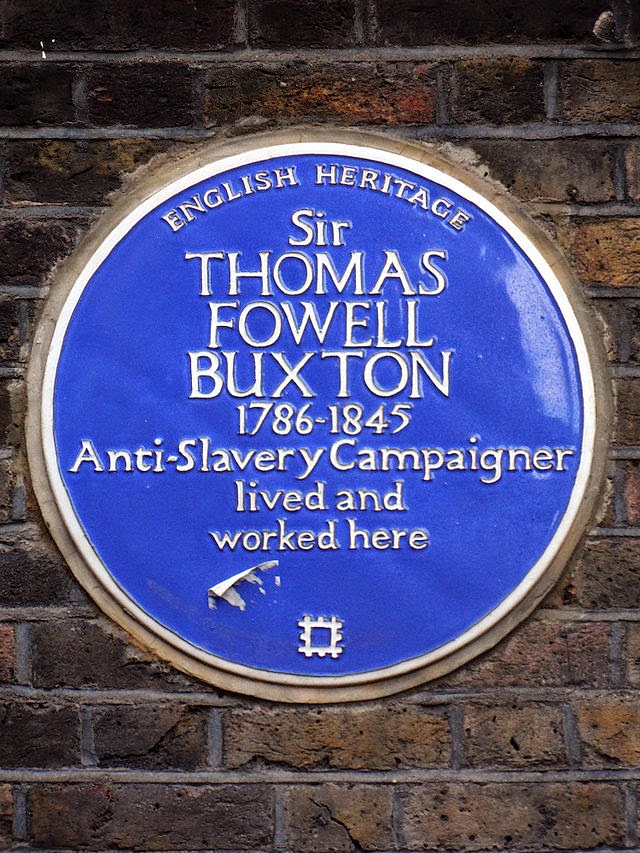 ENGLISH HERITAGE
Sir
THOMAS
FOWELL
BUXTON
1786-1845
Anti-Slavery Campaigner
lived and
worked here